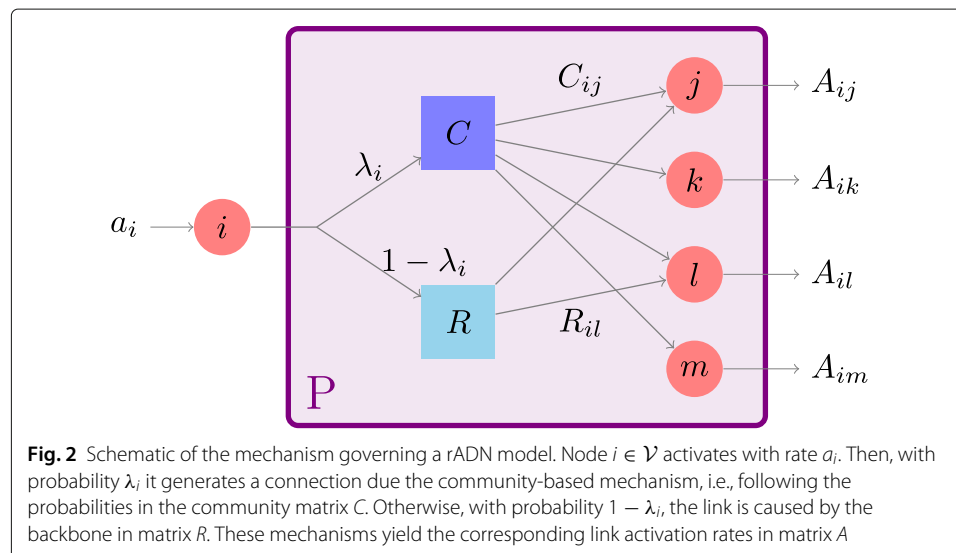 C_{ij}
j
A_{ij}
C
λ_i
k
A_{ik}
a_i
i
1 − λ_i
l
A_{il}
R
R_{il}
m
A_{im}
P
Fig. 2 Schematic of the mechanism governing a rADN model. Node i ∈ 𝒱 activates with rate a_i. Then, with
probability λ_i it generates a connection due the community-based mechanism, i.e., following the
probabilities in the community matrix C. Otherwise, with probability 1 − λ_i, the link is caused by the
backbone in matrix R. These mechanisms yield the corresponding link activation rates in matrix A